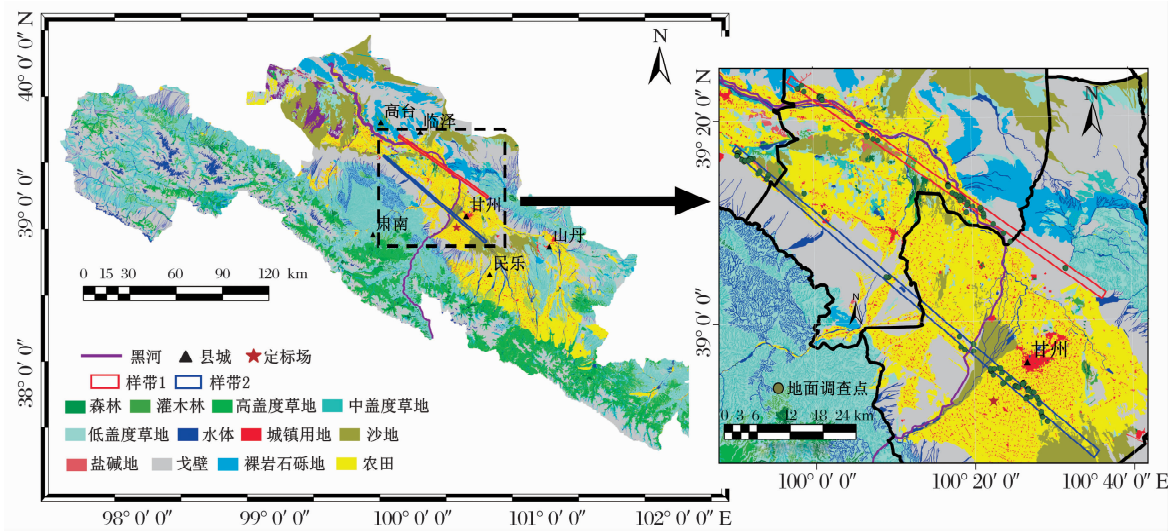 40° 0′ 0″ N
39° 0′ 0″
38° 0′ 0″
98° 0′ 0″
99° 0′ 0″
100° 0′ 0″
101° 0′ 0″
102° 0′ 0″ E
N
高台
临泽
甘州
肃南
山丹
民乐
0 15 30 60 90 120 km
黑河 县城 定标场
样带1 样带2
森林 灌木林 高盖度草地 中盖度草地
低盖度草地 水体 城镇用地 沙地
盐碱地 戈壁 裸岩石砾地 农田
39° 20′ 0″ N
39° 0′ 0″
N
N
甘州
地面调查点
0 3 6 12 18 24 km
100° 0′ 0″
100° 20′ 0″
100° 40′ 0″ E